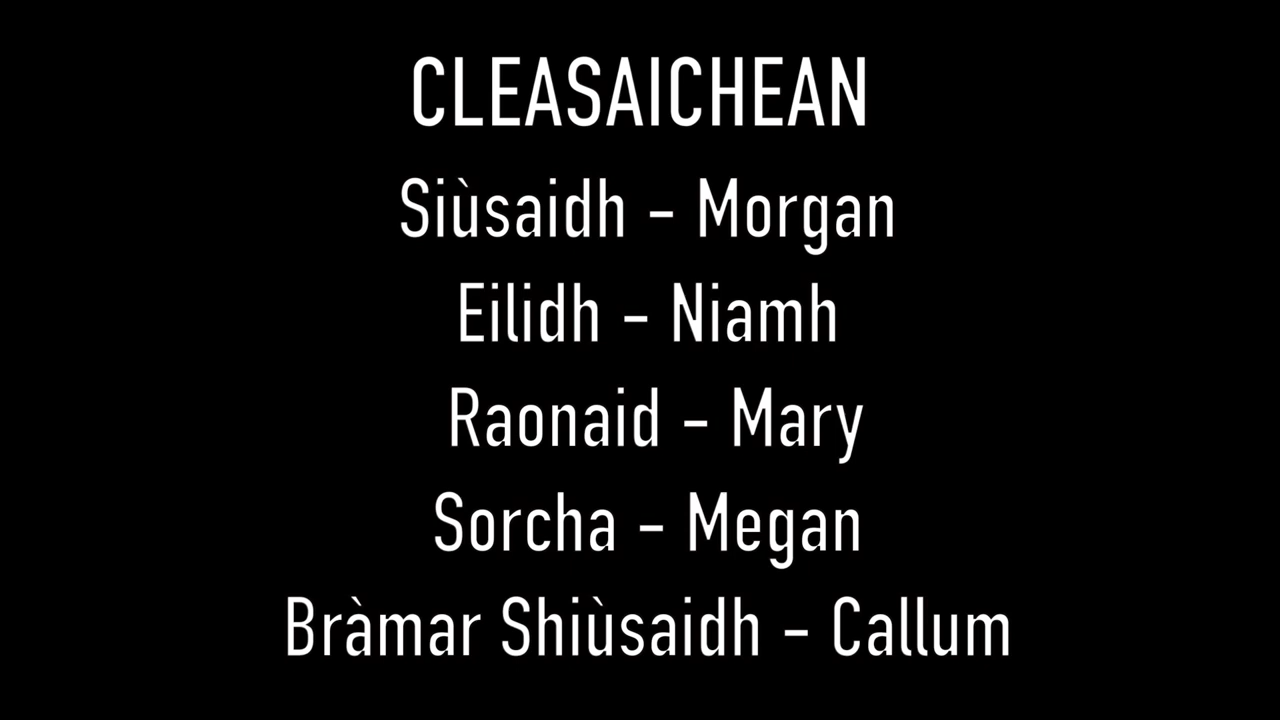 CLEASAICHEAN
Siùsaidh – Morgan
Eilidh – Niamh
Raonaid – Mary
Sorcha – Megan
Bràmar Shiùsaidh – Callum